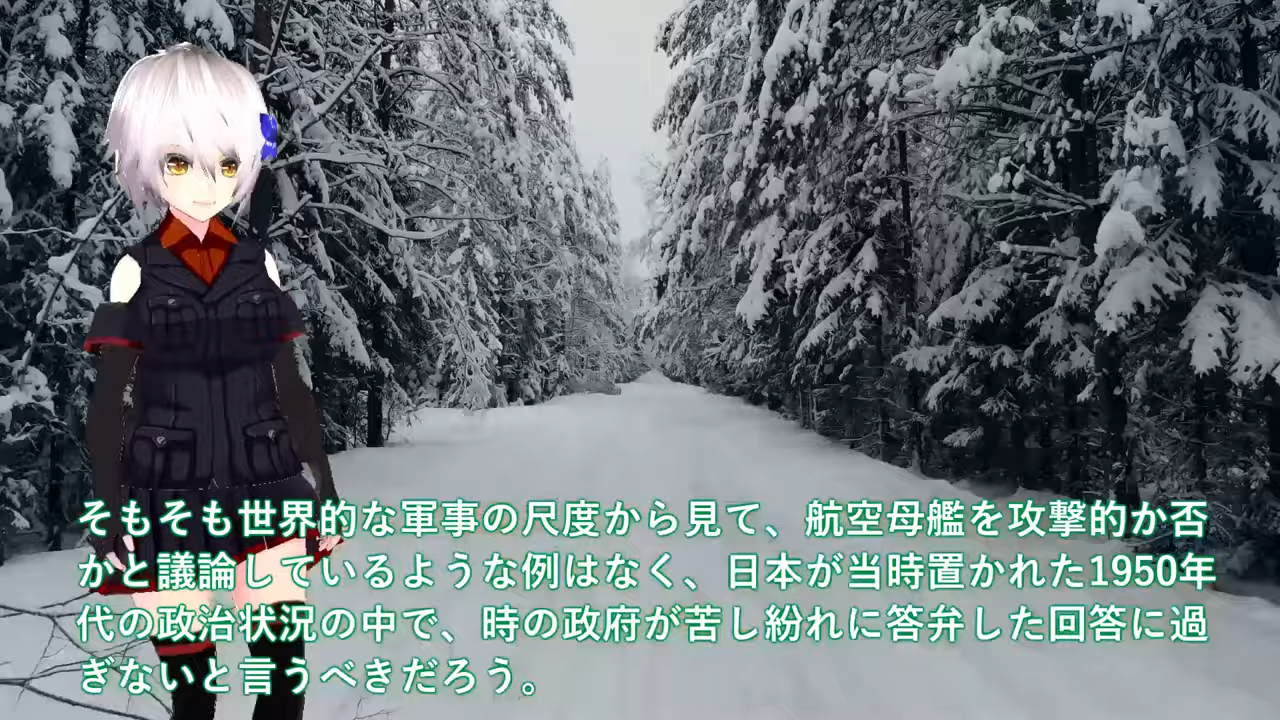 そもそも世界的な軍事の尺度から見て、航空母艦を攻撃的か否
かと議論しているような例はなく、日本が当時置かれた1950年
代の政治状況の中で、時の政府が苦し紛れに答弁した回答に過
ぎないと言うべきだろう。